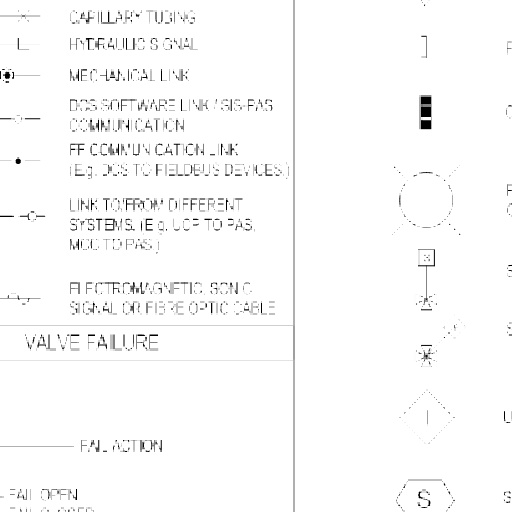 CAPILLARY TUBING
HYDRAULIC SIGNAL
MECHANICAL LINK
DCS SOFTWARE LINK / SIS-PAS
COMMUNICATION
FF COMMUNICATION LINK
(E.g. DCS TO FIELDBUS DEVICES.)
LINK TO/FROM DIFFERENT
SYSTEMS. (E.g. UCP TO PAS,
MCC TO PAS.)
ELECTROMAGNETIC, SONIC
SIGNAL OR FIBRE OPTIC CABLE
VALVE FAILURE
FAIL ACTION
FAIL OPEN
I
S